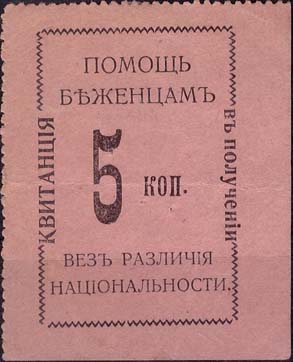 ПОМОЩЬ
БѢЖЕНЦАМЪ
5 КОП.
ВЕЗЪ РАЗЛИЧІЯ
НАЦІОНАЛЬНОСТИ.
КВИТАНЦІЯ
въ полученіи